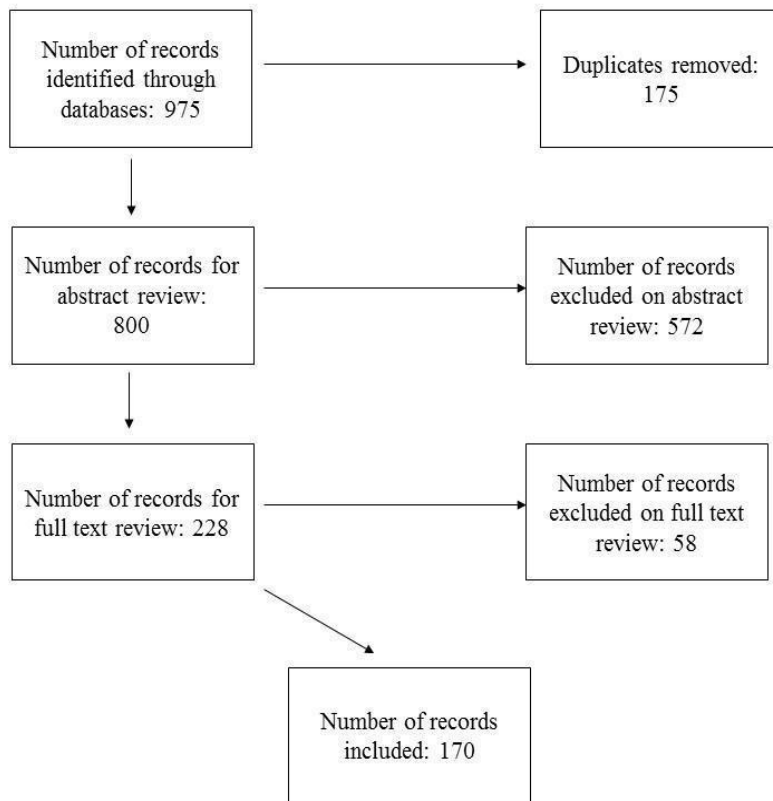 Number of records
identified through
databases: 975
Duplicates removed:
175
Number of records for
abstract review:
800
Number of records
excluded on abstract
review: 572
Number of records for
full text review: 228
Number of records
excluded on full text
review: 58
Number of records
included: 170